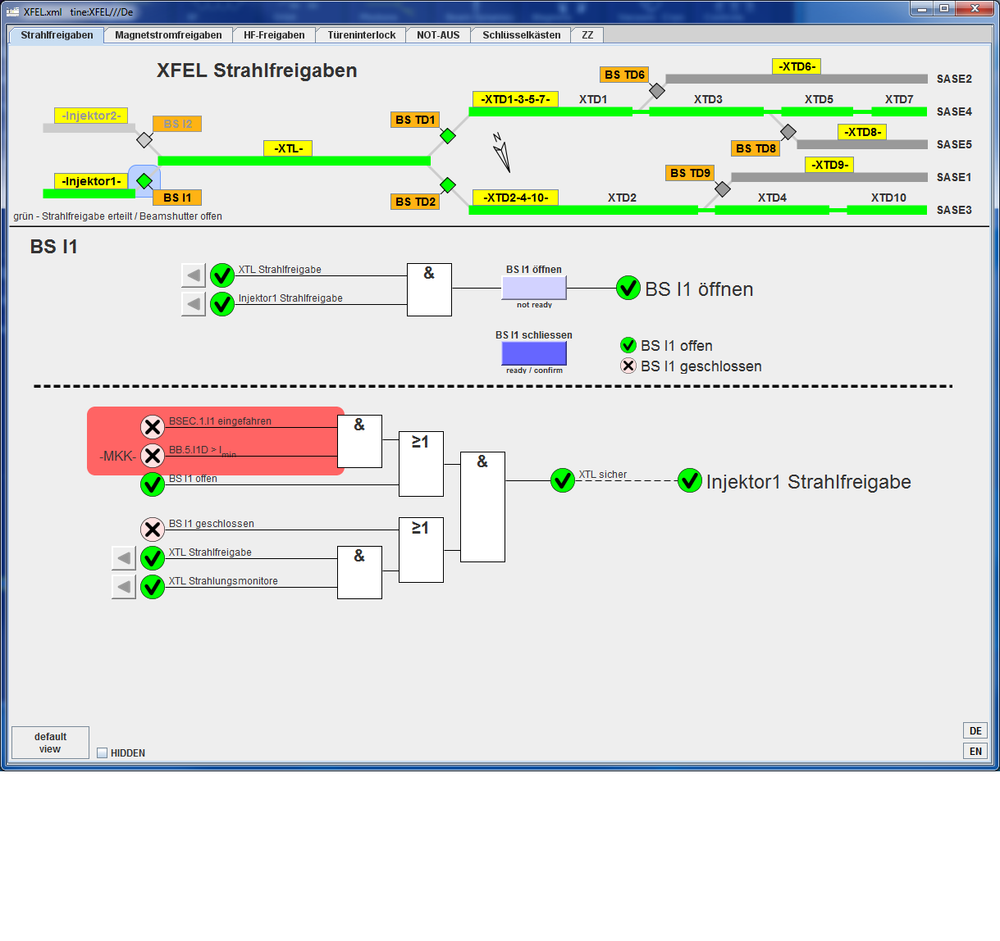 XFEL.xml tine:XFEL///De
Strahlfreigaben Magnetstromfreigaben HF-Freigaben Türeninterlock NOT-AUS Schlüsselkästen ZZ
XFEL Strahlfreigaben
-XTD6-
BS TD6
SASE2
-XTD1-3-5-7- XTD1 XTD3 XTD5 XTD7
SASE4
-Injektor2-
BS I2
BS TD1
-XTL-
N
-XTD8-
BS TD8
SASE5
-XTD9-
BS TD9
SASE1
-Injektor1-
BS I1
BS TD2
-XTD2-4-10- XTD2 XTD4 XTD10
SASE3
grün - Strahlfreigabe erteilt / Beamshutter offen
BS I1
XTL Strahlfreigabe
Injektor1 Strahlfreigabe
&
BS I1 öffnen
not ready
BS I1 öffnen
BS I1 schliessen
ready / confirm
BS I1 offen
BS I1 geschlossen
-MKK-
BSEC.1.I1 eingefahren
BB.5.I1D > Imin
&
BS I1 offen
≥1
&
XTL sicher
Injektor1 Strahlfreigabe
BS I1 geschlossen
≥1
XTL Strahlfreigabe
&
XTL Strahlungsmonitore
default
view
HIDDEN
DE
EN